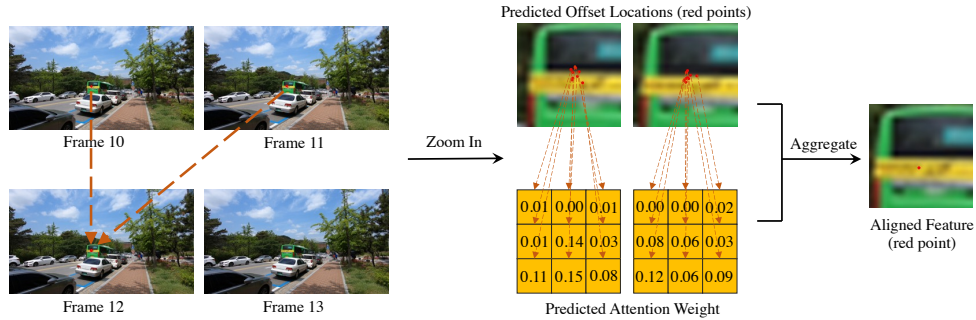 Predicted Offset Locations (red points)
Frame 10
Frame 11
Zoom In
Aggregate
0.01 0.00 0.01
0.01 0.14 0.03
0.11 0.15 0.08
0.00 0.00 0.02
0.08 0.06 0.03
0.12 0.06 0.09
Aligned Feature
(red point)
Frame 12
Frame 13
Predicted Attention Weight